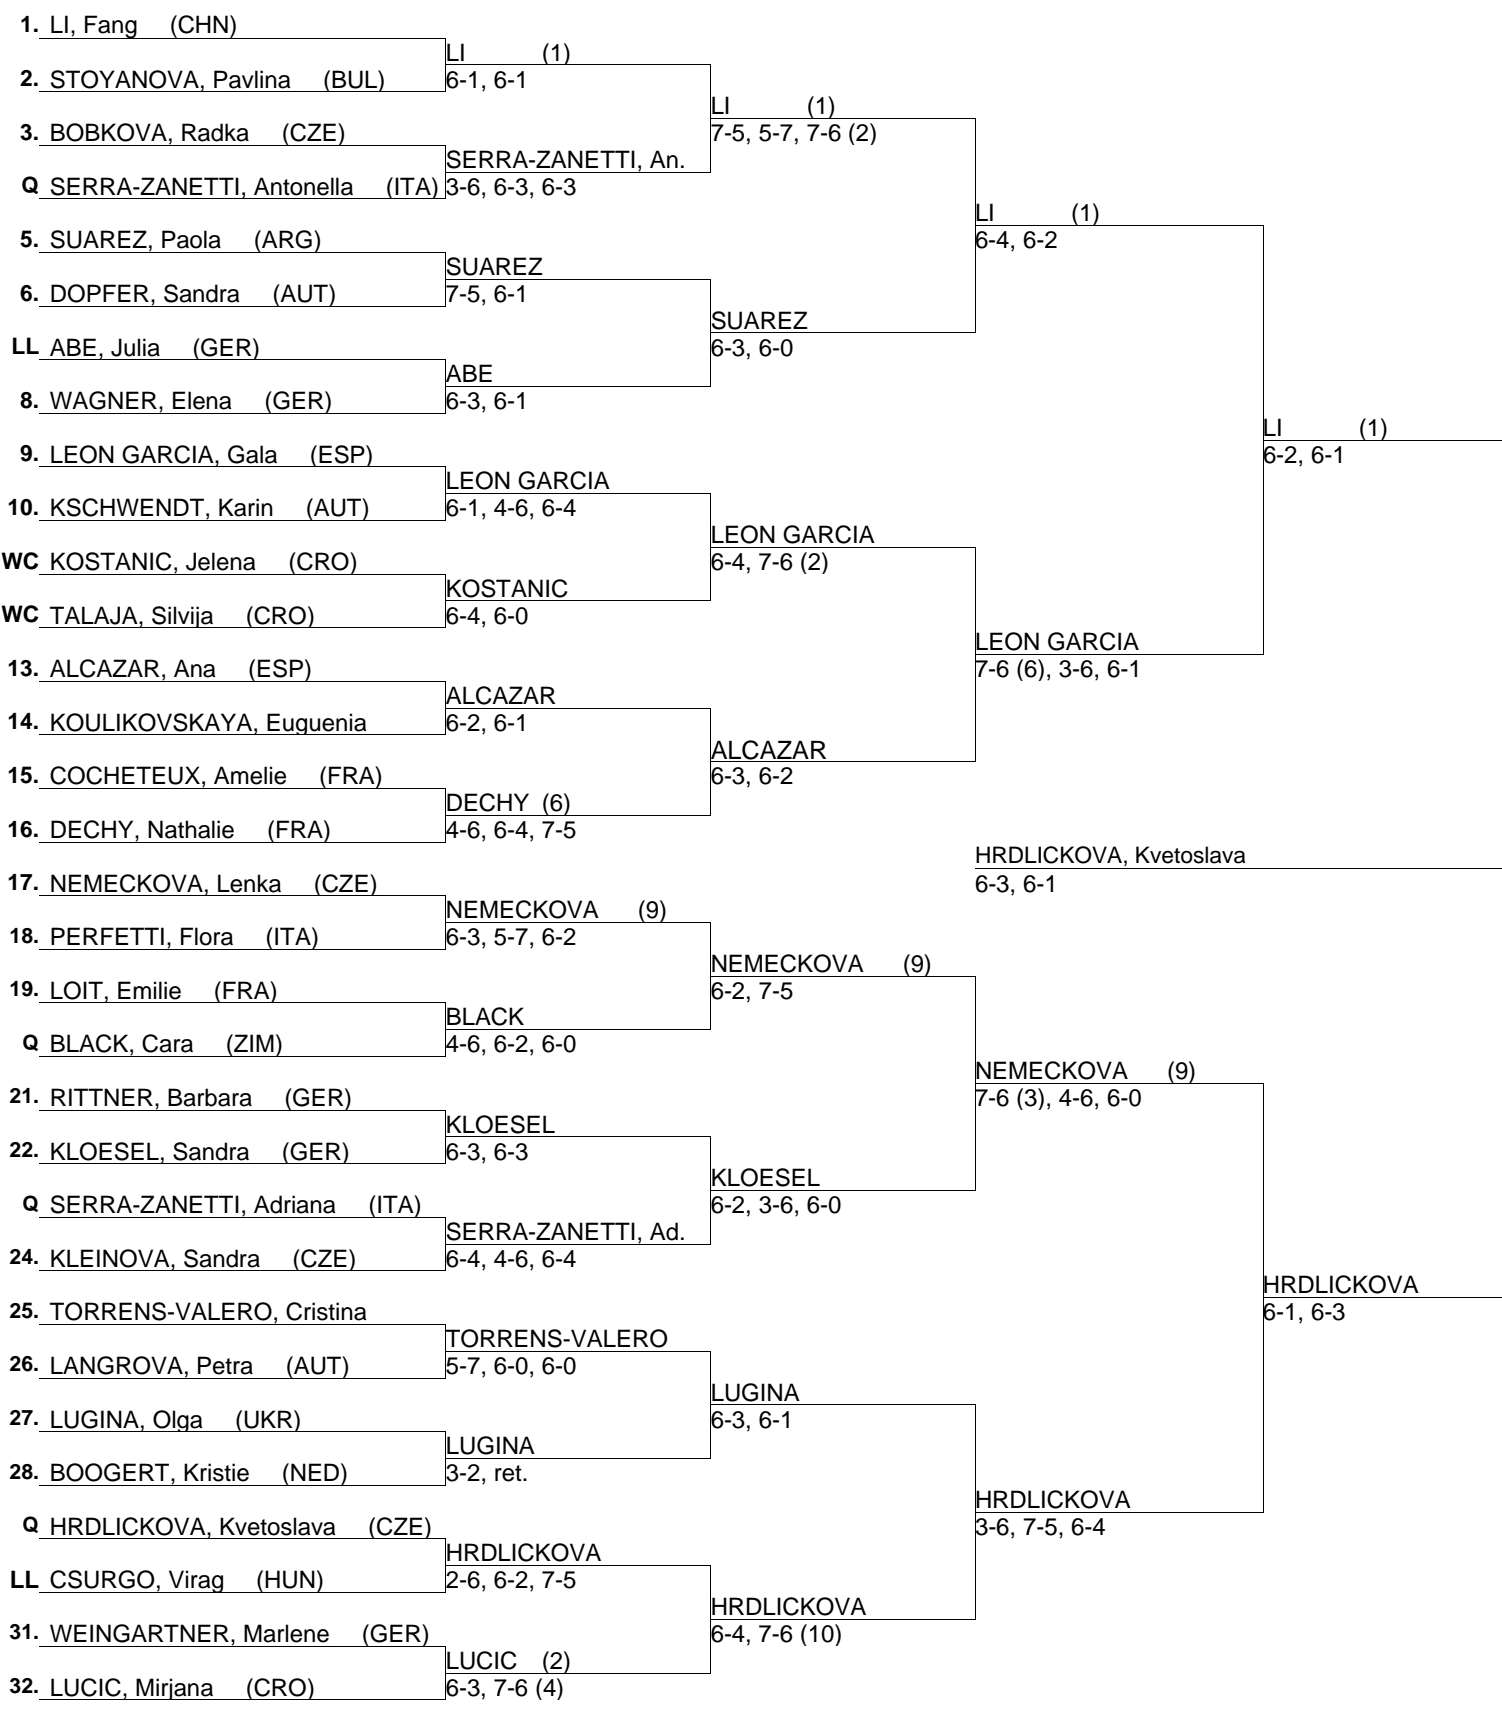 1. LI, Fang (CHN)
LI (1)
2. STOYANOVA, Pavlina (BUL) 6-1, 6-1
LI (1)
3. BOBKOVA, Radka (CZE) 7-5, 5-7, 7-6 (2)
SERRA-ZANETTI, An.
Q SERRA-ZANETTI, Antonella (ITA) 3-6, 6-3, 6-3
LI (1)
5. SUAREZ, Paola (ARG) 6-4, 6-2
SUAREZ
6. DOPFER, Sandra (AUT) 7-5, 6-1
SUAREZ
LL ABE, Julia (GER) 6-3, 6-0
ABE
8. WAGNER, Elena (GER) 6-3, 6-1
LI (1)
9. LEON GARCIA, Gala (ESP) 6-2, 6-1
LEON GARCIA
10. KSCHWENDT, Karin (AUT) 6-1, 4-6, 6-4
LEON GARCIA
WC KOSTANIC, Jelena (CRO) 6-4, 7-6 (2)
KOSTANIC
WC TALAJA, Silvija (CRO) 6-4, 6-0
LEON GARCIA
13. ALCAZAR, Ana (ESP) 7-6 (6), 3-6, 6-1
ALCAZAR
14. KOULIKOVSKAYA, Euguenia 6-2, 6-1
ALCAZAR
15. COCHETEUX, Amelie (FRA) 6-3, 6-2
DECHY (6)
16. DECHY, Nathalie (FRA) 4-6, 6-4, 7-5
HRDLICKOVA, Kvetoslava
17. NEMECKOVA, Lenka (CZE) 6-3, 6-1
NEMECKOVA (9)
18. PERFETTI, Flora (ITA) 6-3, 5-7, 6-2
NEMECKOVA (9)
19. LOIT, Emilie (FRA) 6-2, 7-5
BLACK
Q BLACK, Cara (ZIM) 4-6, 6-2, 6-0
NEMECKOVA (9)
21. RITTNER, Barbara (GER) 7-6 (3), 4-6, 6-0
KLOESEL
22. KLOESEL, Sandra (GER) 6-3, 6-3
KLOESEL
Q SERRA-ZANETTI, Adriana (ITA) 6-2, 3-6, 6-0
SERRA-ZANETTI, Ad.
24. KLEINOVA, Sandra (CZE) 6-4, 4-6, 6-4
HRDLICKOVA
25. TORRENS-VALERO, Cristina 6-1, 6-3
TORRENS-VALERO
26. LANGROVA, Petra (AUT) 5-7, 6-0, 6-0
LUGINA
27. LUGINA, Olga (UKR) 6-3, 6-1
LUGINA
28. BOOGERT, Kristie (NED) 3-2, ret.
HRDLICKOVA
Q HRDLICKOVA, Kvetoslava (CZE) 3-6, 7-5, 6-4
HRDLICKOVA
LL CSURGO, Virag (HUN) 2-6, 6-2, 7-5
HRDLICKOVA
31. WEINGARTNER, Marlene (GER) 6-4, 7-6 (10)
LUCIC (2)
32. LUCIC, Mirjana (CRO) 6-3, 7-6 (4)